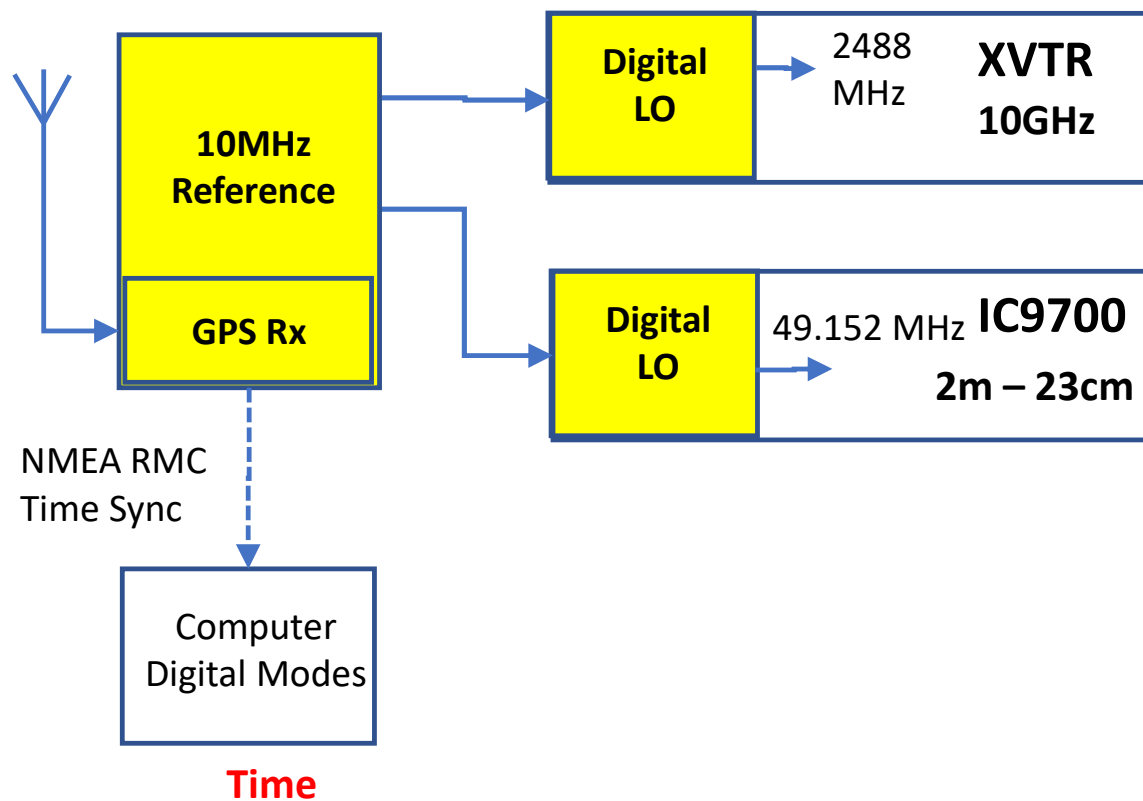 10MHz
Reference
GPS Rx
NMEA RMC
Time Sync
Computer
Digital Modes
Time
Digital
LO
2488
MHz
XVTR
10GHz
Digital
LO
49.152 MHz
IC9700
2m – 23cm